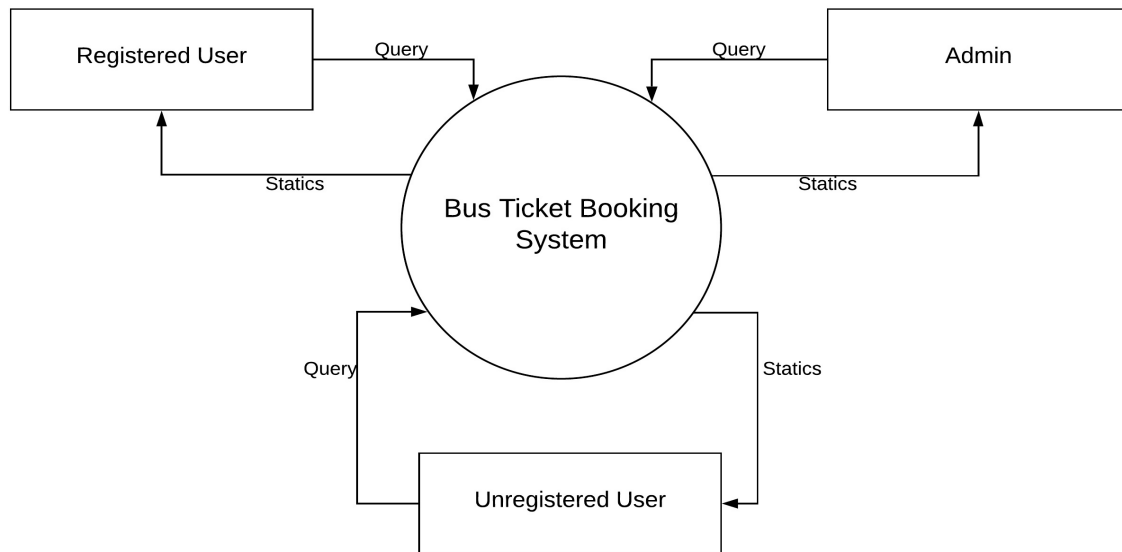 Registered User
Query
Query
Admin
Statics
Statics
Bus Ticket Booking
System
Query
Statics
Unregistered User